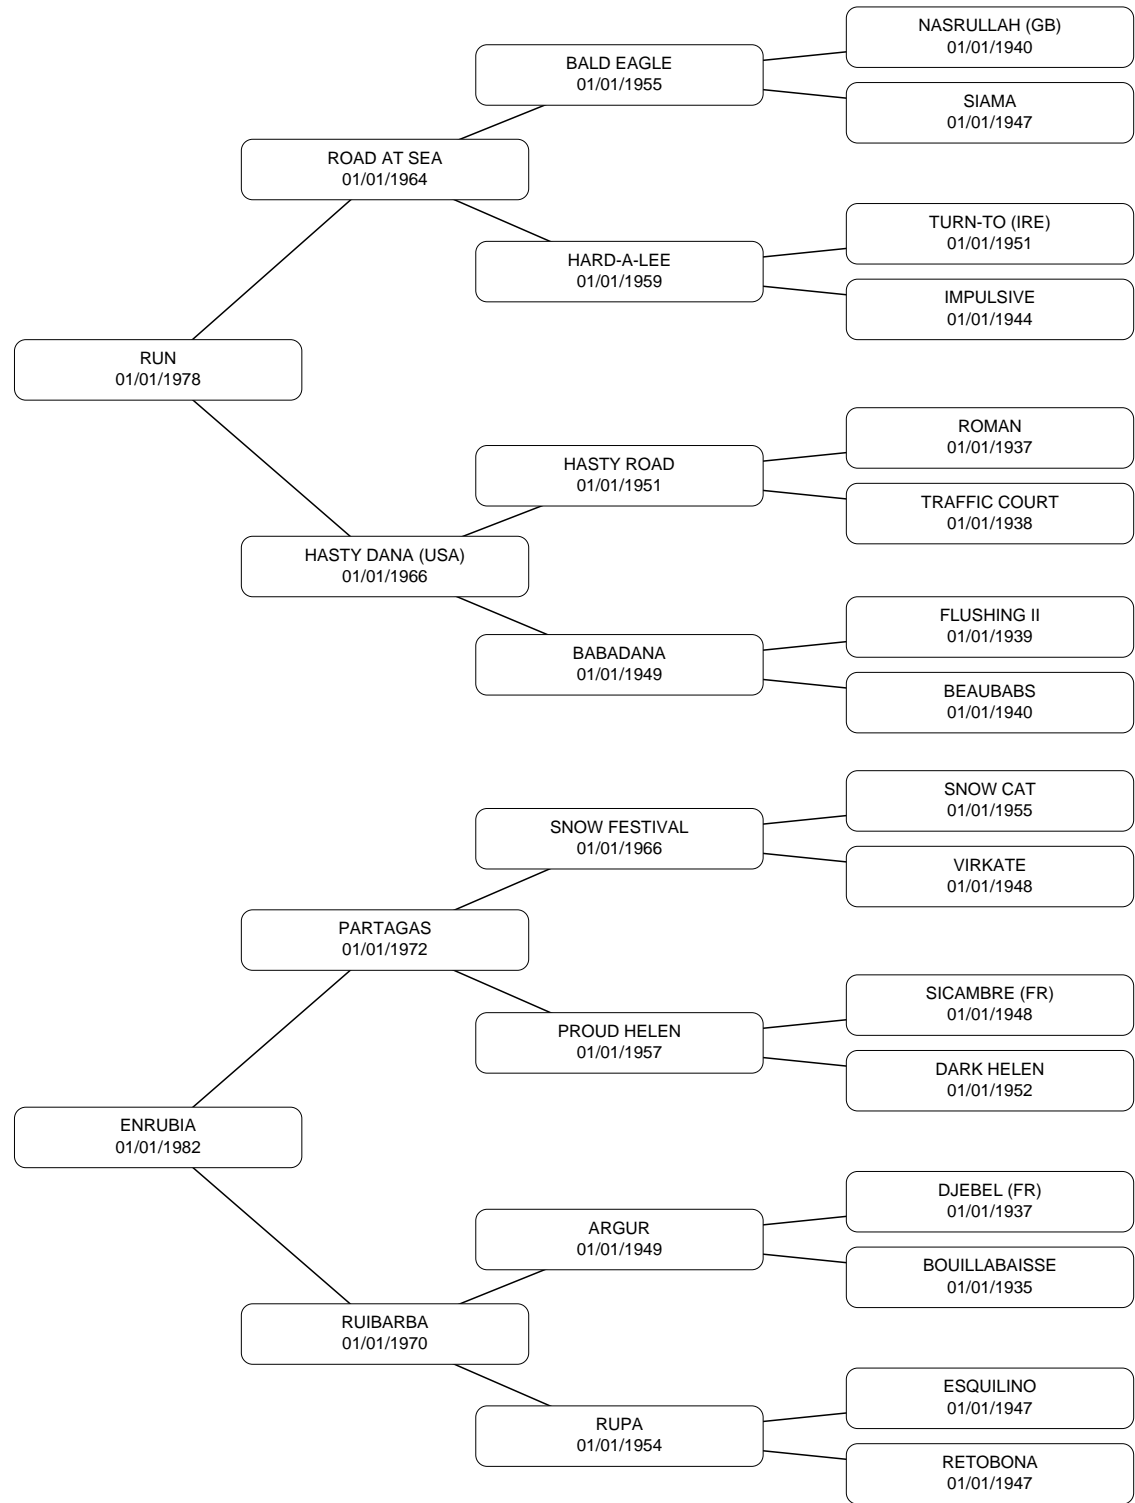 NASRULLAH (GB)
01/01/1940
BALD EAGLE
01/01/1955
SIAMA
01/01/1947
ROAD AT SEA
01/01/1964
TURN-TO (IRE)
01/01/1951
HARD-A-LEE
01/01/1959
IMPULSIVE
01/01/1944
RUN
01/01/1978
ROMAN
01/01/1937
HASTY ROAD
01/01/1951
TRAFFIC COURT
01/01/1938
HASTY DANA (USA)
01/01/1966
FLUSHING II
01/01/1939
BABADANA
01/01/1949
BEAUBABS
01/01/1940
SNOW CAT
01/01/1955
SNOW FESTIVAL
01/01/1966
VIRKATE
01/01/1948
PARTAGAS
01/01/1972
SICAMBRE (FR)
01/01/1948
PROUD HELEN
01/01/1957
DARK HELEN
01/01/1952
ENRUBIA
01/01/1982
DJEBEL (FR)
01/01/1937
ARGUR
01/01/1949
BOUILLABAISSE
01/01/1935
RUIBARBA
01/01/1970
ESQUILINO
01/01/1947
RUPA
01/01/1954
RETOBONA
01/01/1947